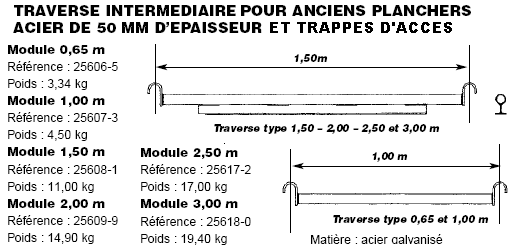 TRAVERSE INTERMEDIAIRE POUR ANCIENS PLANCHERS
ACIER DE 50 MM D'EPAISSEUR ET TRAPPES D'ACCES
Module 0,65 m
Référence : 25606-5
Poids : 3,34 kg
Module 1,00 m
Référence : 25607-3
Poids : 4,50 kg
Module 1,50 m
Référence : 25608-1
Poids : 11,00 kg
Module 2,00 m
Référence : 25609-9
Poids : 14,90 kg
Module 2,50 m
Référence : 25617-2
Poids : 17,00 kg
Module 3,00 m
Référence : 25618-0
Poids : 19,40 kg
1,50m
Traverse type 1,50 – 2,00 – 2,50 et 3,00 m
1,00 m
Traverse type 0,65 et 1,00 m
Matière : acier galvanisé